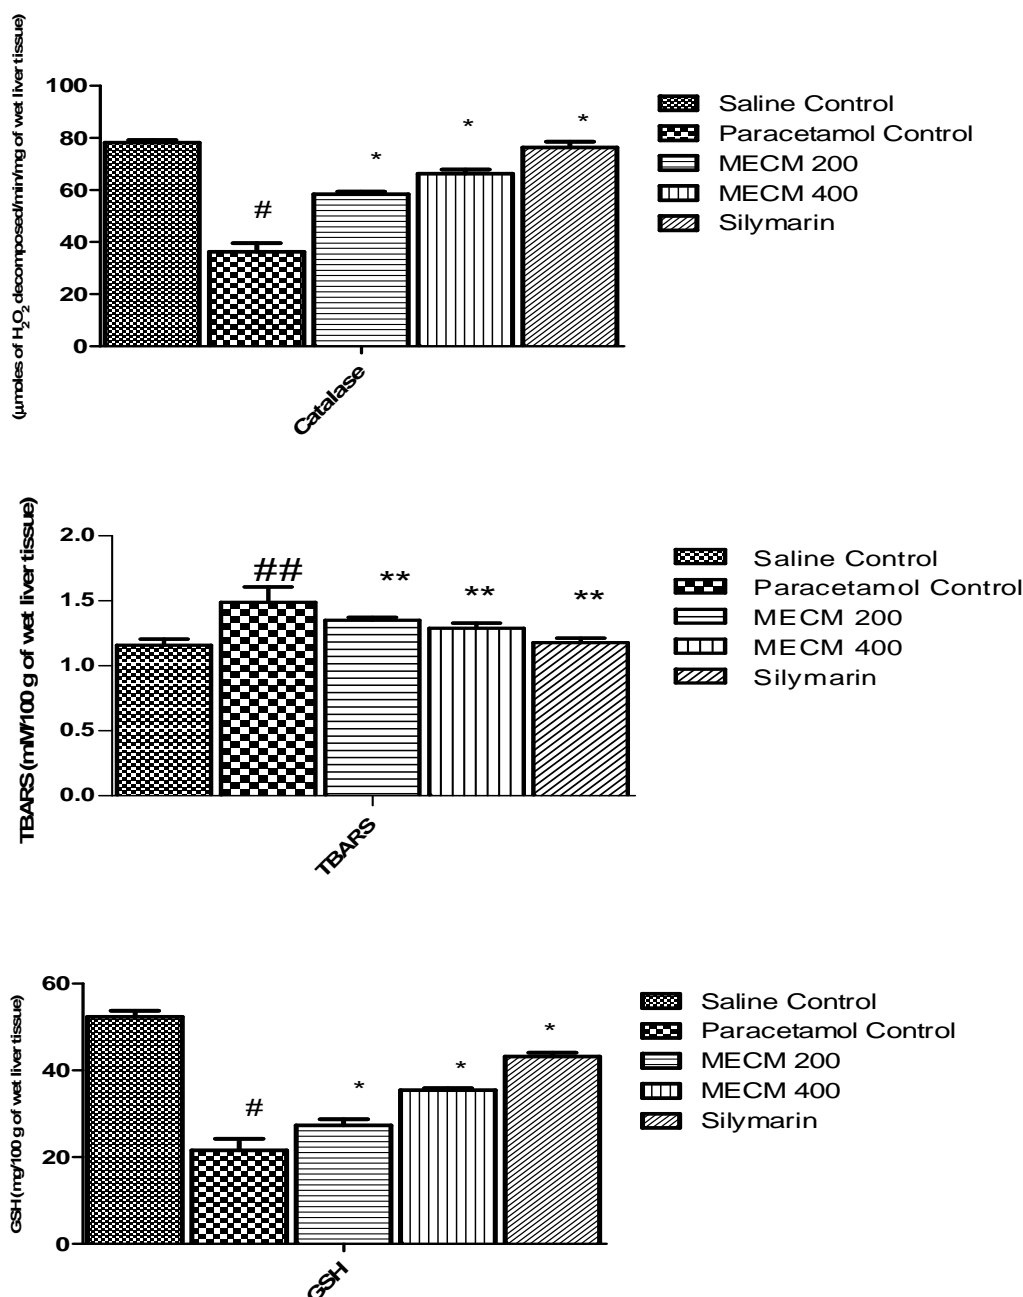 (µmoles of H2O2 decomposed/min/mg of wet liver tissue)
100
80
60
40
20
0
#
*
*
*
Catalase
Saline Control
Paracetamol Control
MECM 200
MECM 400
Silymarin
TBARS (mM/100 g of wet liver tissue)
2.0
1.5
1.0
0.5
0.0
##
**
**
**
TBARS
Saline Control
Paracetamol Control
MECM 200
MECM 400
Silymarin
GSH (mg/100 g of wet liver tissue)
60
40
20
0
#
*
*
*
GSH
Saline Control
Paracetamol Control
MECM 200
MECM 400
Silymarin